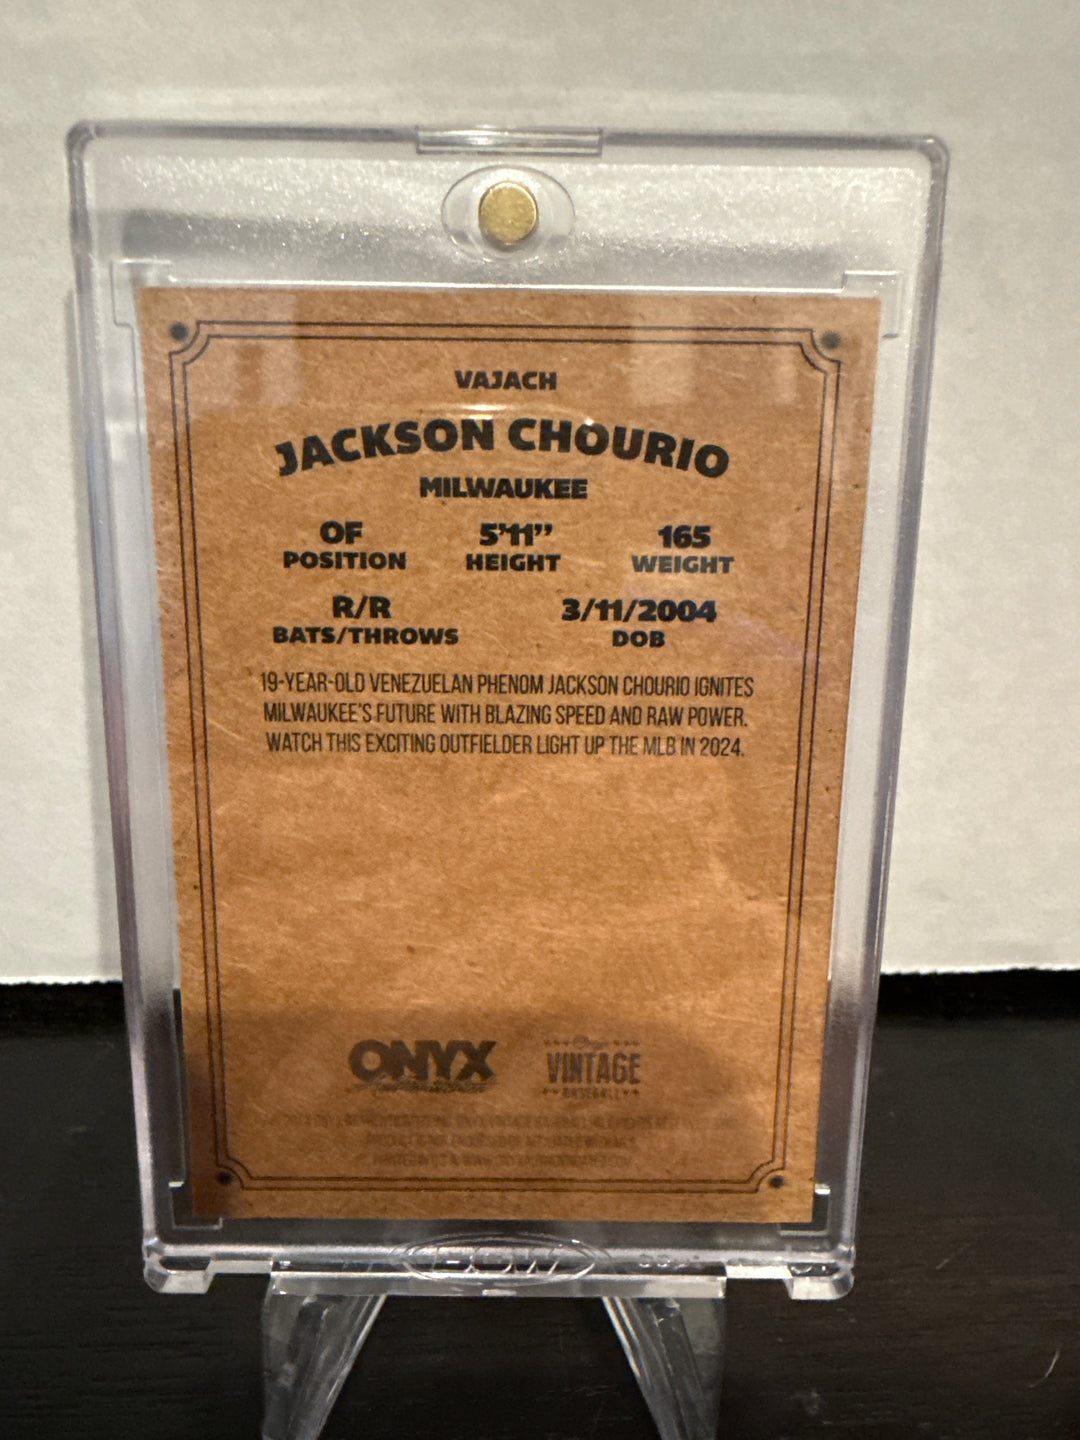 VAJACH
JACKSON CHOURIO
MILWAUKEE
OF 5'11" 165
POSITION HEIGHT WEIGHT
R/R 3/11/2004
BATS/THROWS DOB
19-YEAR-OLD VENEZUELAN PHENOM JACKSON CHOURIO IGNITES
MILWAUKEE'S FUTURE WITH BLAZING SPEED AND RAW POWER.
WATCH THIS EXCITING OUTFIELDER LIGHT UP THE MLB IN 2024.
ONYX
VINTAGE
BASEBALL
BCW